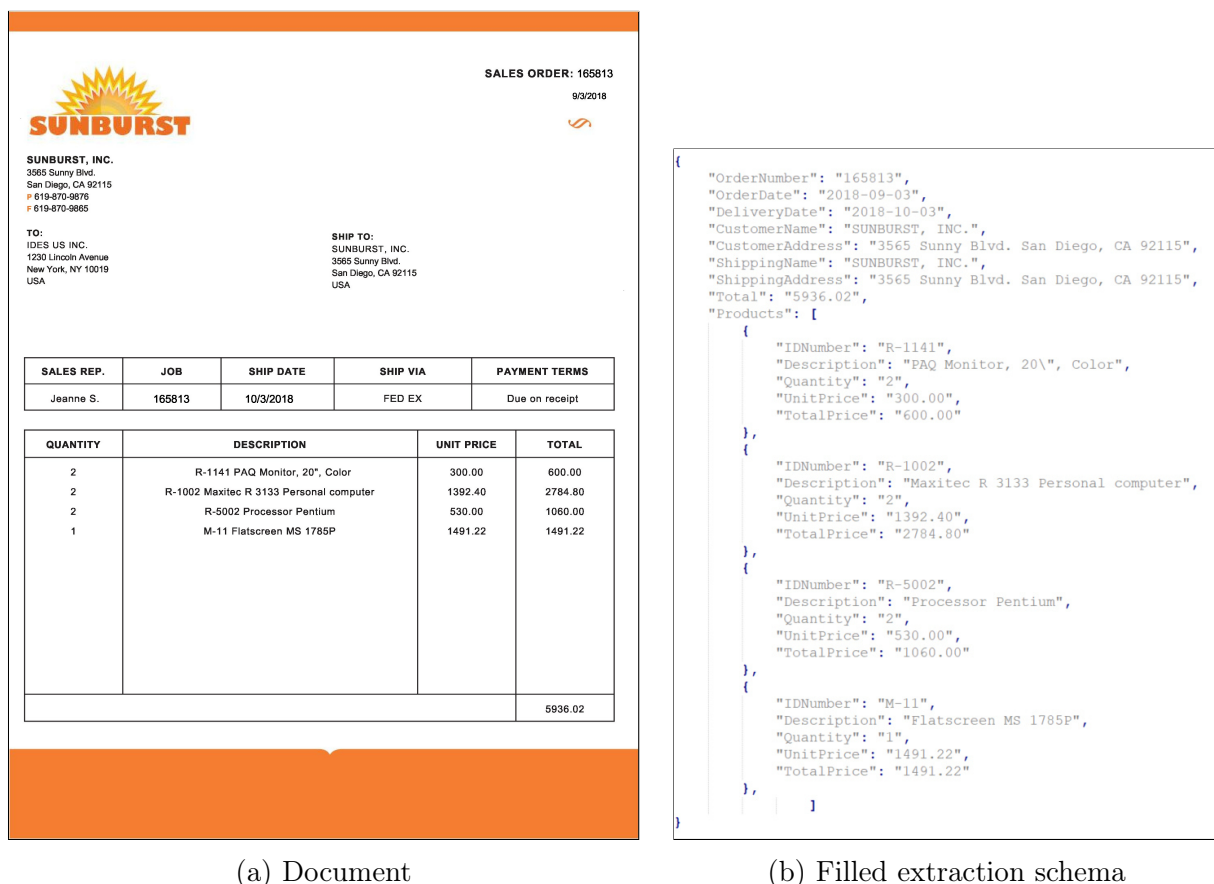 SUNBURST
SALES ORDER: 165813
9/3/2018
SUNBURST, INC.
3565 Sunny Blvd.
San Diego, CA 92115
P 619-870-9876
F 619-870-9865
TO:
IDES US INC.
1230 Lincoln Avenue
New York, NY 10019
USA
SHIP TO:
SUNBURST, INC.
3565 Sunny Blvd.
San Diego, CA 92115
USA
SALES REP. JOB SHIP DATE SHIP VIA PAYMENT TERMS
Jeanne S. 165813 10/3/2018 FED EX Due on receipt
QUANTITY DESCRIPTION UNIT PRICE TOTAL
2 R-1141 PAQ Monitor, 20", Color 300.00 600.00
2 R-1002 Maxitec R 3133 Personal computer 1392.40 2784.80
2 R-5002 Processor Pentium 530.00 1060.00
1 M-11 Flatscreen MS 1785P 1491.22 1491.22
5936.02
(a) Document
{
"OrderNumber": "165813",
"OrderDate": "2018-09-03",
"DeliveryDate": "2018-10-03",
"CustomerName": "SUNBURST, INC.",
"CustomerAddress": "3565 Sunny Blvd. San Diego, CA 92115",
"ShippingName": "SUNBURST, INC.",
"ShippingAddress": "3565 Sunny Blvd. San Diego, CA 92115",
"Total": "5936.02",
"Products": [
{
"IDNumber": "R-1141",
"Description": "PAQ Monitor, 20\", Color",
"Quantity": "2",
"UnitPrice": "300.00",
"TotalPrice": "600.00"
},
{
"IDNumber": "R-1002",
"Description": "Maxitec R 3133 Personal computer",
"Quantity": "2",
"UnitPrice": "1392.40",
"TotalPrice": "2784.80"
},
{
"IDNumber": "R-5002",
"Description": "Processor Pentium",
"Quantity": "2",
"UnitPrice": "530.00",
"TotalPrice": "1060.00"
},
{
"IDNumber": "M-11",
"Description": "Flatscreen MS 1785P",
"Quantity": "1",
"UnitPrice": "1491.22",
"TotalPrice": "1491.22"
},
]
}
(b) Filled extraction schema